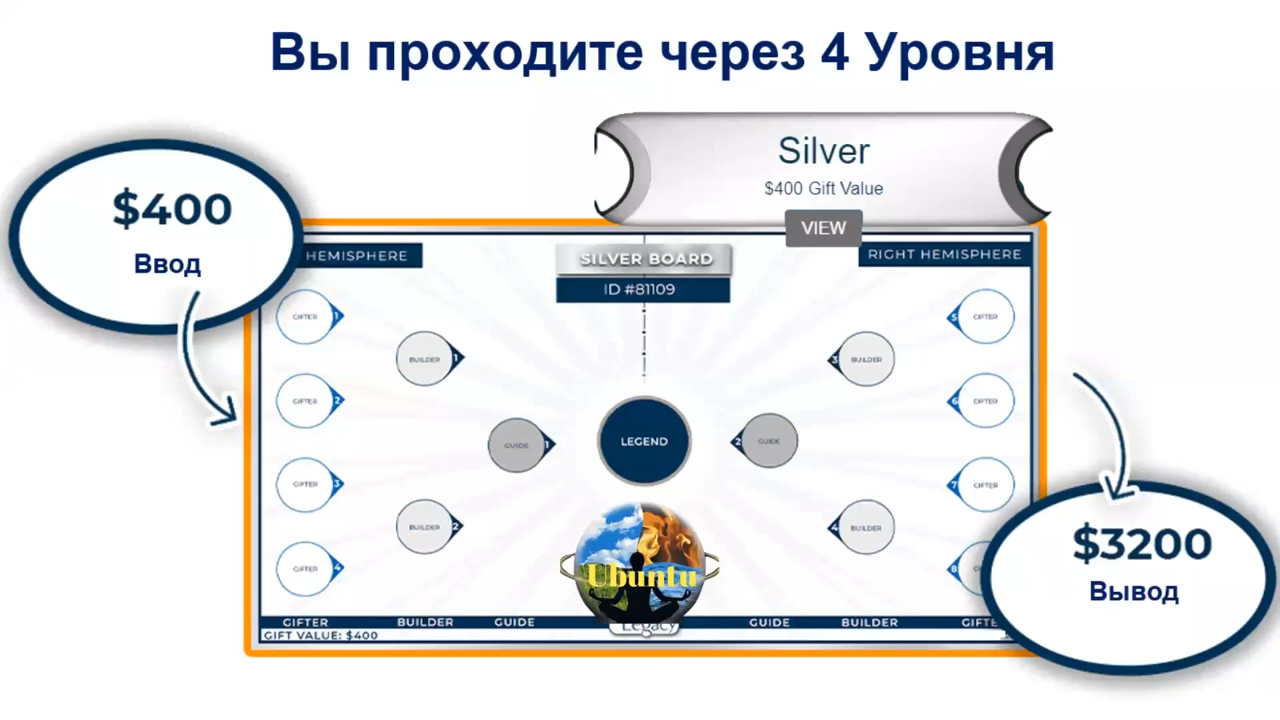 Вы проходите через 4 Уровня
Silver
$400 Gift Value
VIEW
$400
Ввод
HEMISPHERE
SILVER BOARD
ID #81109
RIGHT HEMISPHERE
GIFTER 1
5 GIFTER
BUILDER 1
3 BUILDER
GIFTER 2
6 GIFTER
GUIDE 1
LEGEND
2 GUIDE
GIFTER 3
7 GIFTER
BUILDER 2
4 BUILDER
$3200
Вывод
GIFTER 4
8
Ubuntu
Legacy
GIFTER BUILDER GUIDE GUIDE BUILDER GIFTE
GIFT VALUE: $400